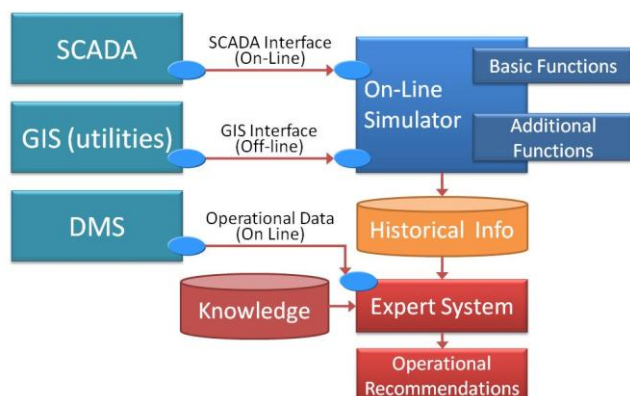 SCADA
SCADA Interface
(On-Line)
On-Line
Simulator
Basic Functions
Additional
Functions
GIS (utilities)
GIS Interface
(Off-line)
DMS
Operational Data
(On Line)
Historical Info
Knowledge
Expert System
Operational
Recommendations